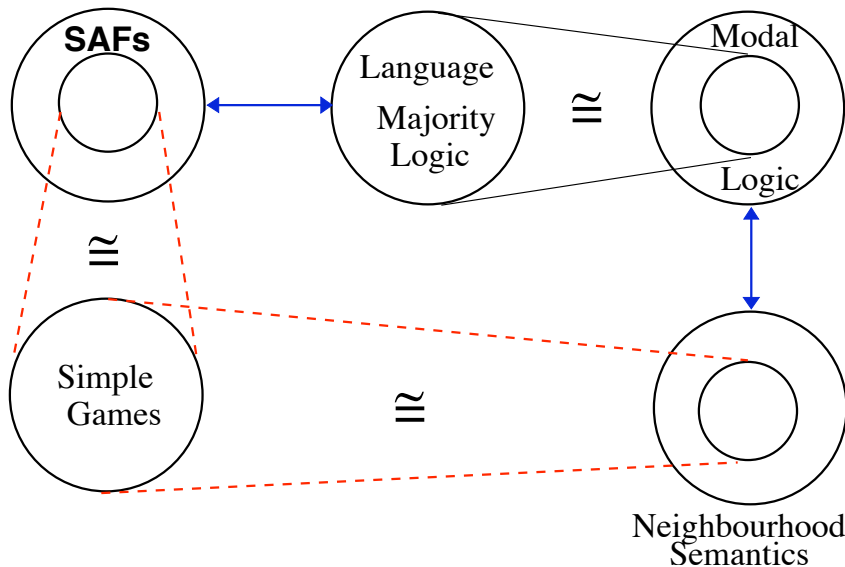 SAFs
Language
Majority
Logic
≅
Modal
Logic
≅
Simple
Games
≅
Neighbourhood
Semantics